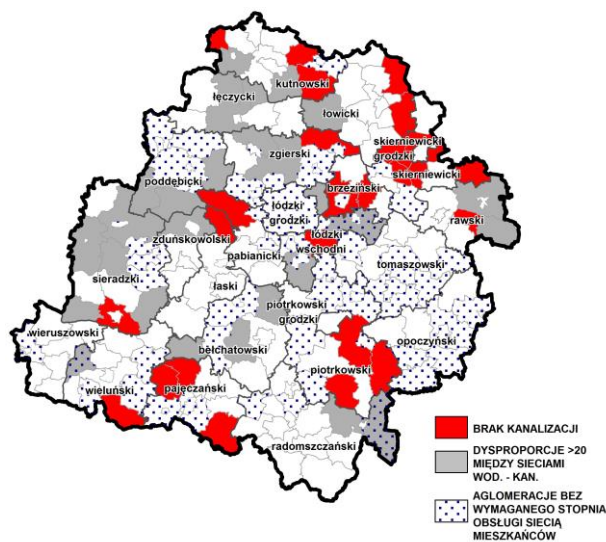 kutnowski
łęczycki
łowicki
skierniewicki
grodzki
skierniewicki
zgierski
poddębicki
brzeziński
łódzki
grodzki
rawski
łódzki
wschodni
zduńskowolski
pabianicki
tomaszowski
sieradzki
łaski
piotrkowski
grodzki
wieruszowski
opoczyński
bełchatowski
piotrkowski
wieluński
pajęczański
radomszczański
BRAK KANALIZACJI
DYSPROPORCJE >20
MIĘDZY SIECIAMI
WOD. - KAN.
AGLOMERACJE BEZ
WYMAGANEGO STOPNIA
OBSŁUGI SIECIĄ
MIESZKAŃCÓW